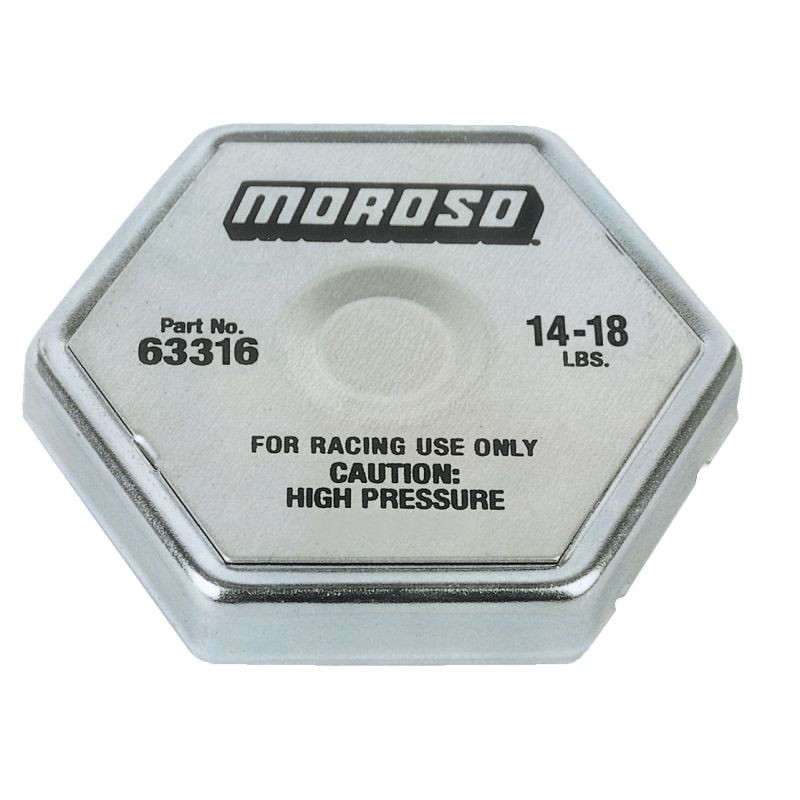 MOROSO
Part No.
63316
14-18
LBS.
FOR RACING USE ONLY
CAUTION:
HIGH PRESSURE